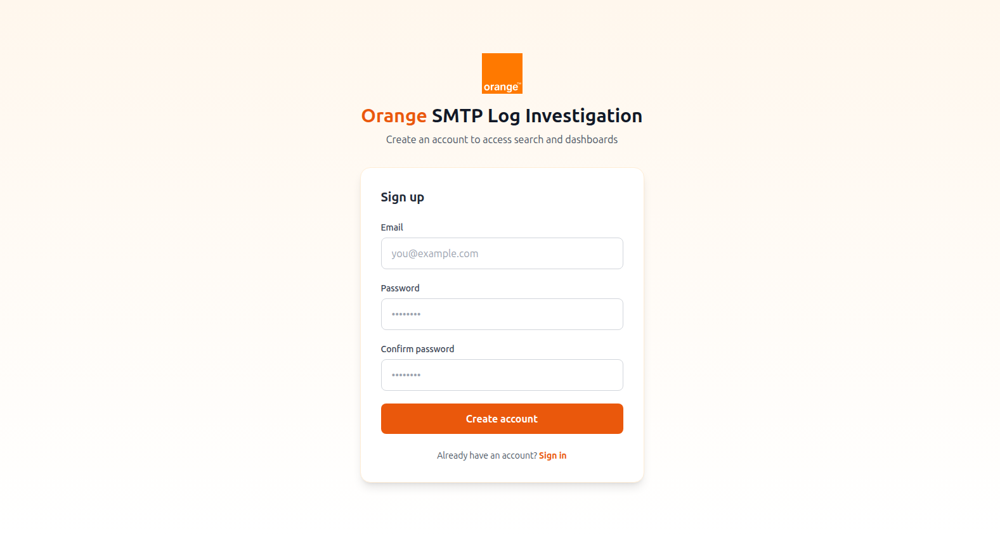 orange™
Orange SMTP Log Investigation
Create an account to access search and dashboards
Sign up
Email
you@example.com
Password
••••••••
Confirm password
••••••••
Create account
Already have an account? Sign in